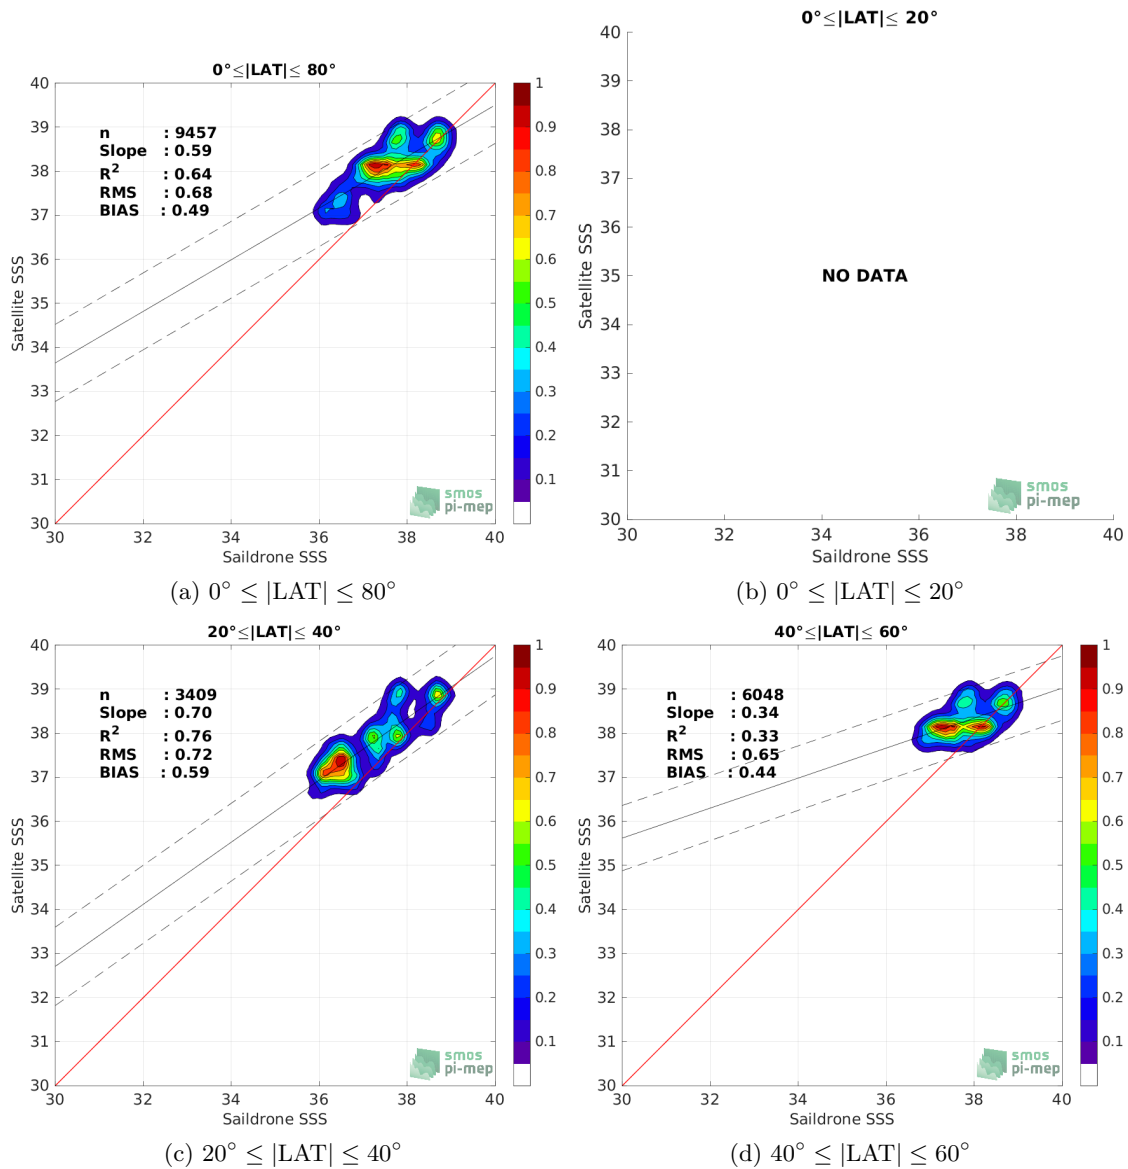 0°≤|LAT|≤ 80°
n : 9457
Slope : 0.59
R² : 0.64
RMS : 0.68
BIAS : 0.49
40
39
38
37
36
35
34
33
32
31
30
Satellite SSS
30 32 34 36 38 40
Saildrone SSS
1
0.9
0.8
0.7
0.6
0.5
0.4
0.3
0.2
0.1
smos
pi-mep
(a) 0° ≤ |LAT| ≤ 80°
0°≤|LAT|≤ 20°
40
39
38
37
36
35
34
33
32
31
30
Satellite SSS
NO DATA
30 32 34 36 38 40
Saildrone SSS
smos
pi-mep
(b) 0° ≤ |LAT| ≤ 20°
20°≤|LAT|≤ 40°
n : 3409
Slope : 0.70
R² : 0.76
RMS : 0.72
BIAS : 0.59
40
39
38
37
36
35
34
33
32
31
30
Satellite SSS
30 32 34 36 38 40
Saildrone SSS
1
0.9
0.8
0.7
0.6
0.5
0.4
0.3
0.2
0.1
smos
pi-mep
(c) 20° ≤ |LAT| ≤ 40°
40°≤|LAT|≤ 60°
n : 6048
Slope : 0.34
R² : 0.33
RMS : 0.65
BIAS : 0.44
40
39
38
37
36
35
34
33
32
31
30
Satellite SSS
30 32 34 36 38 40
Saildrone SSS
1
0.9
0.8
0.7
0.6
0.5
0.4
0.3
0.2
0.1
smos
pi-mep
(d) 40° ≤ |LAT| ≤ 60°